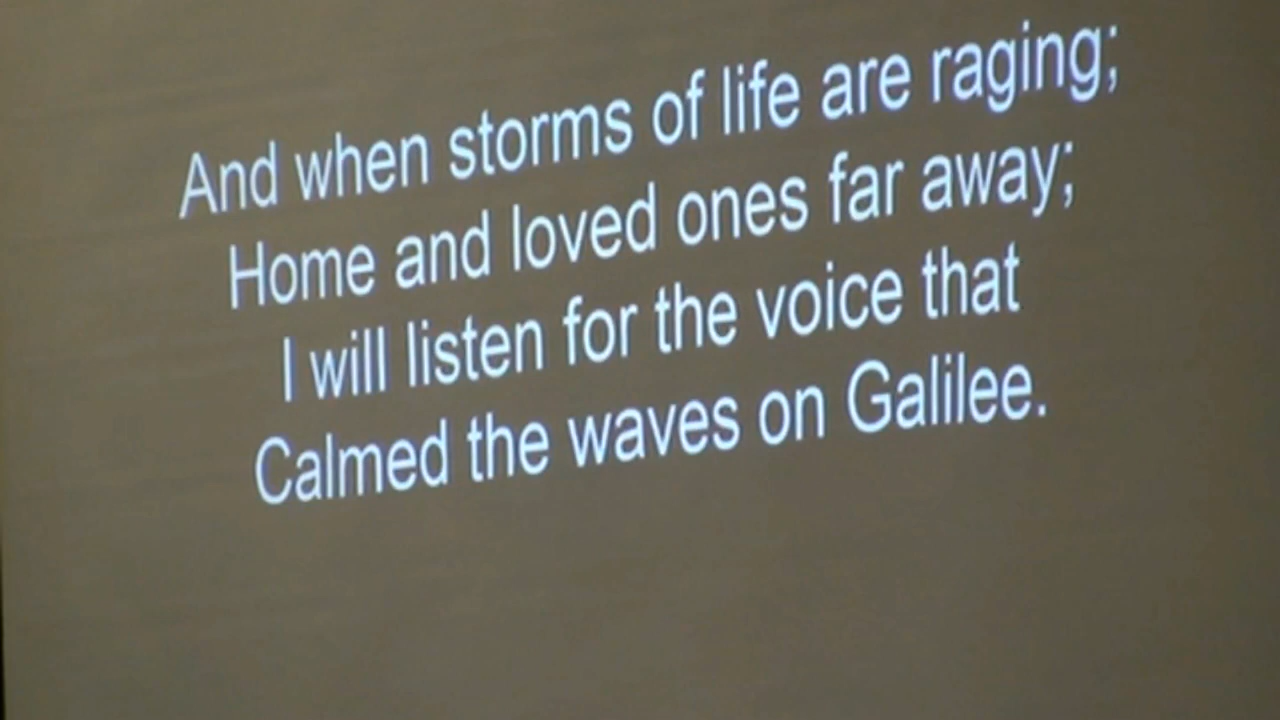 And when storms of life are raging;
Home and loved ones far away;
I will listen for the voice that
Calmed the waves on Galilee.